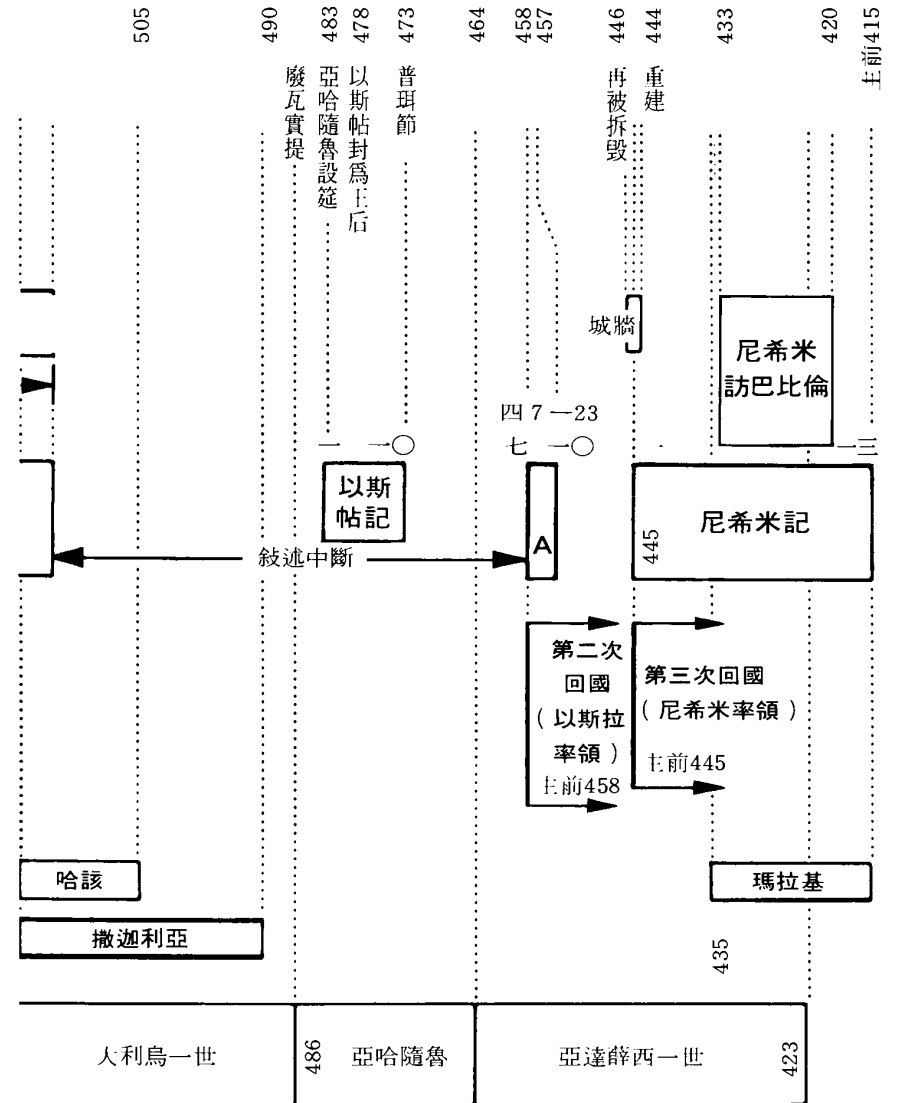 505
490
483
478
473
464
458
457
446
444
433
420
主前415
廢瓦實提
亞哈隨魯設筵
以斯帖封爲王后
普珥節
再被拆毀
重建
城牆
尼希米
訪巴比倫
四 7 —23
一
一〇
七
一〇
一三
以斯
帖記
A
445
尼希米記
敍述中斷
第二次
回國
(以斯拉
率領)
主前458
第三次回國
(尼希米率領)
主前445
哈該
瑪拉基
撒迦利亞
435
大利烏一世
486
亞哈隨魯
亞達薛西一世
423